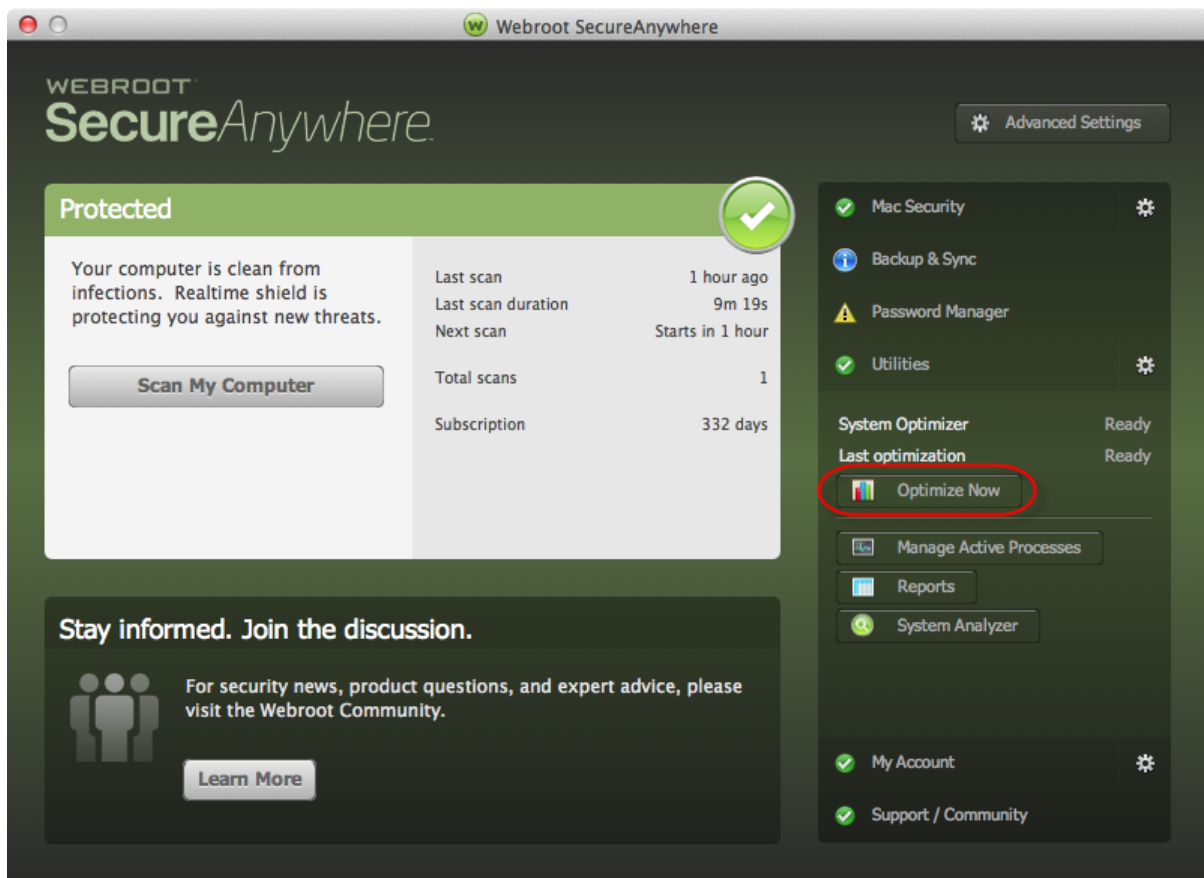 Webroot SecureAnywhere
WEBROOT
SecureAnywhere
Advanced Settings
Protected
Your computer is clean from
infections. Realtime shield is
protecting you against new threats.
Scan My Computer
Last scan 1 hour ago
Last scan duration 9m 19s
Next scan Starts in 1 hour
Total scans 1
Subscription 332 days
Stay informed. Join the discussion.
For security news, product questions, and expert advice, please
visit the Webroot Community.
Learn More
Mac Security
Backup & Sync
Password Manager
Utilities
System Optimizer Ready
Last optimization Ready
Optimize Now
Manage Active Processes
Reports
System Analyzer
My Account
Support / Community